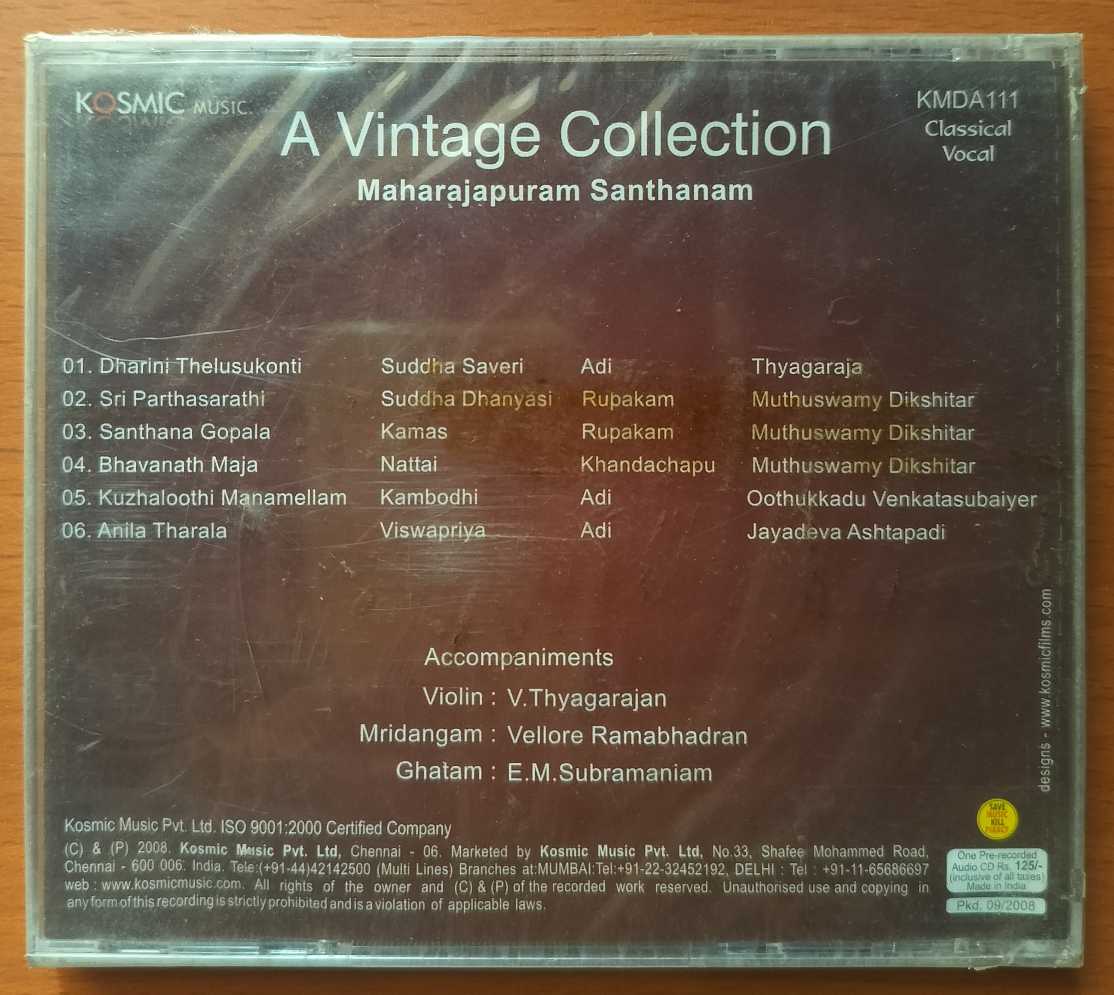 KOSMIC MUSIC.
KMDA111
Classical
Vocal
A Vintage Collection
Maharajapuram Santhanam
01. Dharini Thelusukonti Suddha Saveri Adi Thyagaraja
02. Sri Parthasarathi Suddha Dhanyasi Rupakam Muthuswamy Dikshitar
03. Santhana Gopala Kamas Rupakam Muthuswamy Dikshitar
04. Bhavanath Maja Nattai Khandachapu Muthuswamy Dikshitar
05. Kuzhaloothi Manamellam Kambodhi Adi Oothukkadu Venkatasubaiyer
06. Anila Tharala Viswapriya Adi Jayadeva Ashtapadi
Accompaniments
Violin : V.Thyagarajan
Mridangam : Vellore Ramabhadran
Ghatam : E.M.Subramaniam
designs - www.kosmicfilms.com
Kosmic Music Pvt. Ltd. ISO 9001:2000 Certified Company
(C) & (P) 2008. Kosmic Music Pvt. Ltd, Chennai - 06. Marketed by Kosmic Music Pvt. Ltd, No.33, Shafee Mohammed Road,
Chennai - 600 006. India. Tele:(+91-44)42142500 (Multi Lines) Branches at:MUMBAI:Tel:+91-22-32452192, DELHI : Tel : +91-11-65686697
web : www.kosmicmusic.com. All rights of the owner and (C) & (P) of the recorded work reserved. Unauthorised use and copying in
any form of this recording is strictly prohibited and is a violation of applicable laws.
SAVE
MUSIC
KILL
PIRACY
One Pre-recorded
Audio CD Rs. 125/-
(inclusive of all taxes)
Made in India
Pkd. 09/2008